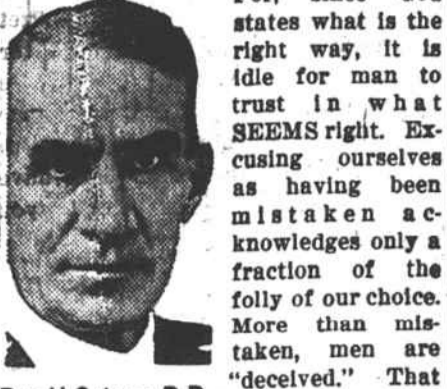 states what is the
right way, it is
idle for man to
trust in what
SEEMS right. Ex-
cusing ourselves
as having been
mistaken ac-
knowledges only a
fraction of the
folly of our choice.
More than mis-
taken, men are
"deceived." That